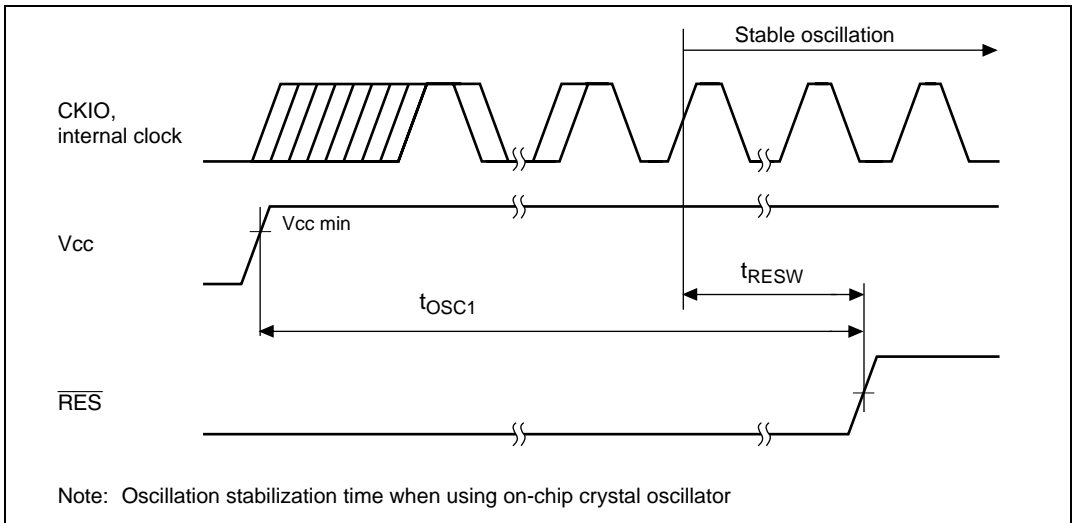 Stable oscillation
CKIO,
internal clock
Vcc min
Vcc
tRESW
tOSC1
RES
Note: Oscillation stabilization time when using on-chip crystal oscillator